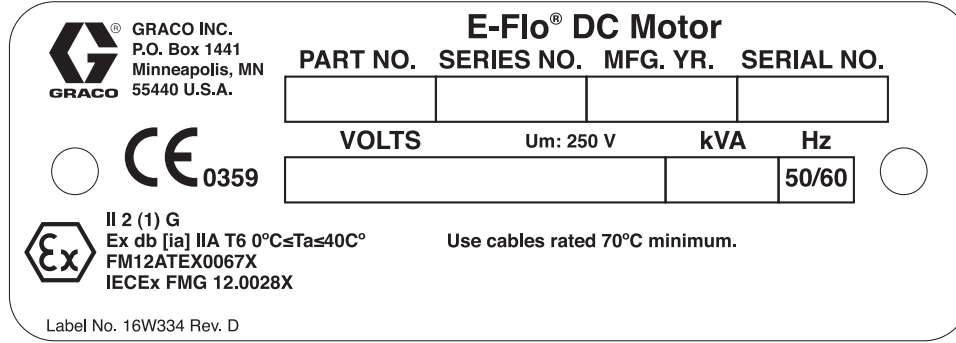 GRACO
®
GRACO INC.
P.O. Box 1441
Minneapolis, MN
55440 U.S.A.
E-Flo® DC Motor
PART NO. SERIES NO. MFG. YR. SERIAL NO.
VOLTS Um: 250 V kVA Hz
50/60
CE 0359
Ex
II 2 (1) G
Ex db [ia] IIA T6 0°C≤Ta≤40C°
FM12ATEX0067X
IECEx FMG 12.0028X
Use cables rated 70°C minimum.
Label No. 16W334 Rev. D